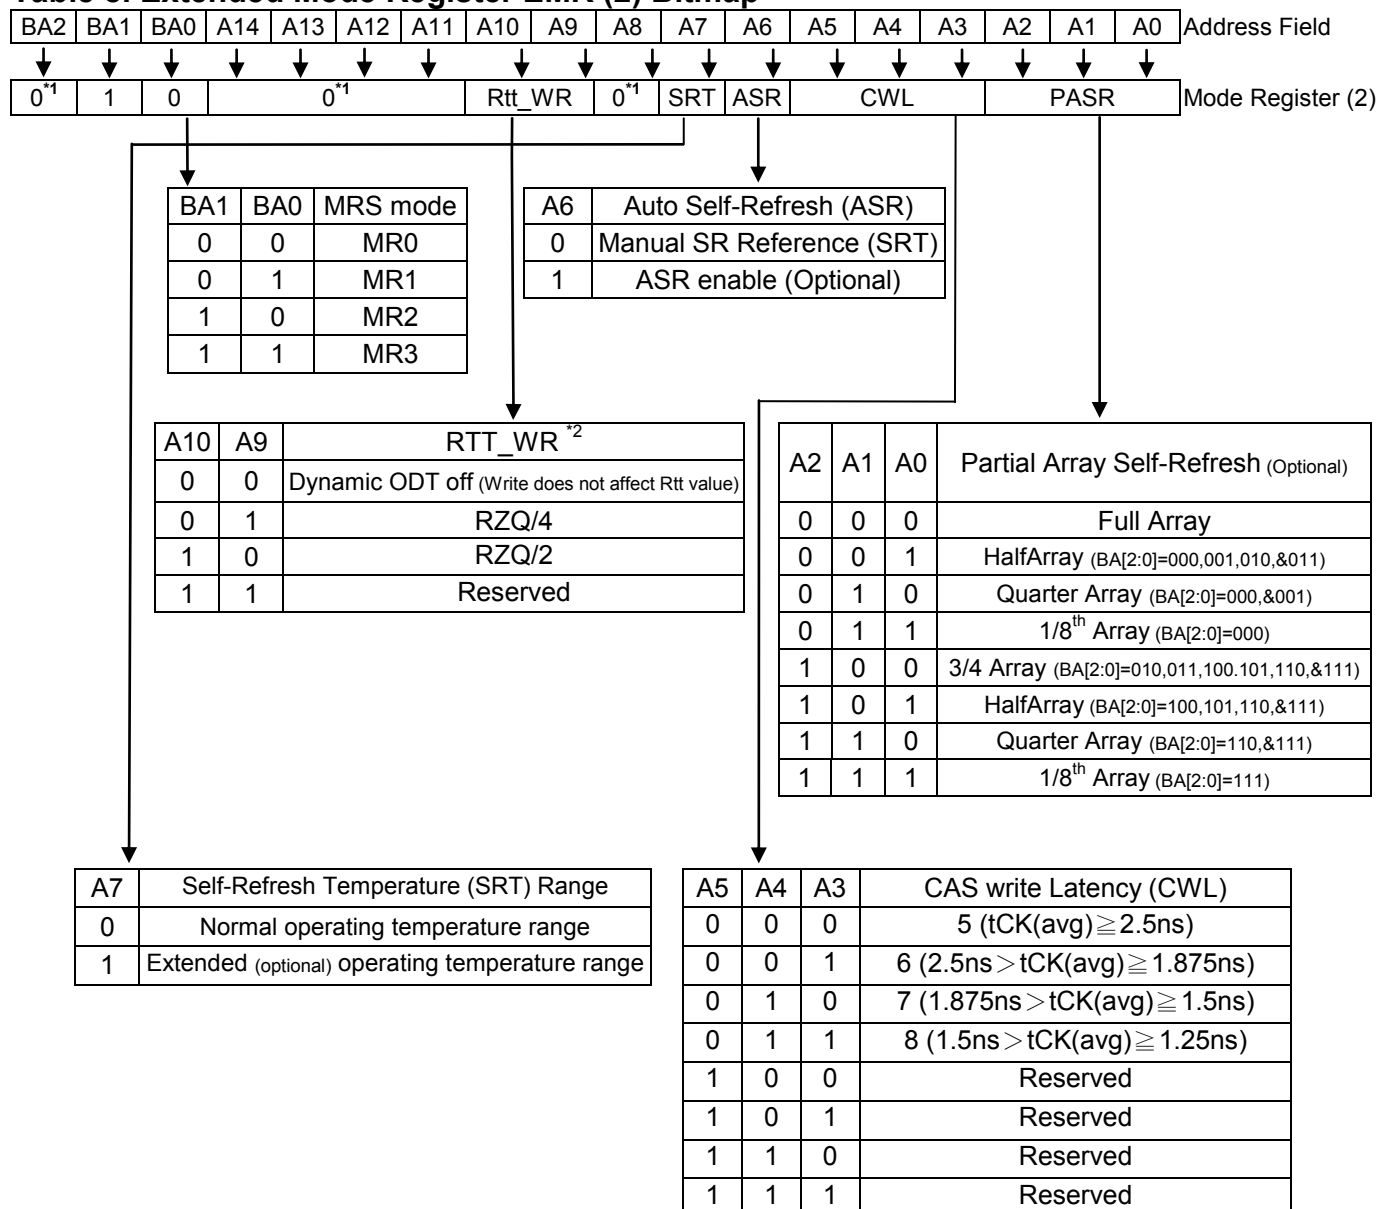 BA2 BA1 BA0 A14 A13 A12 A11 A10 A9 A8 A7 A6 A5 A4 A3 A2 A1 A0 Address Field
0*1 1 0 0*1 Rtt_WR 0*1 SRT ASR CWL PASR Mode Register (2)
BA1 BA0 MRS mode
0 0 MR0
0 1 MR1
1 0 MR2
1 1 MR3
A6 Auto Self-Refresh (ASR)
0 Manual SR Reference (SRT)
1 ASR enable (Optional)
A10 A9 RTT_WR *2
0 0 Dynamic ODT off (Write does not affect Rtt value)
0 1 RZQ/4
1 0 RZQ/2
1 1 Reserved
A2 A1 A0 Partial Array Self-Refresh (Optional)
0 0 0 Full Array
0 0 1 HalfArray (BA[2:0]=000,001,010,&011)
0 1 0 Quarter Array (BA[2:0]=000,&001)
0 1 1 1/8th Array (BA[2:0]=000)
1 0 0 3/4 Array (BA[2:0]=010,011,100.101,110,&111)
1 0 1 HalfArray (BA[2:0]=100,101,110,&111)
1 1 0 Quarter Array (BA[2:0]=110,&111)
1 1 1 1/8th Array (BA[2:0]=111)
A7 Self-Refresh Temperature (SRT) Range
0 Normal operating temperature range
1 Extended (optional) operating temperature range
A5 A4 A3 CAS write Latency (CWL)
0 0 0 5 (tCK(avg)≧2.5ns)
0 0 1 6 (2.5ns>tCK(avg)≧1.875ns)
0 1 0 7 (1.875ns>tCK(avg)≧1.5ns)
0 1 1 8 (1.5ns>tCK(avg)≧1.25ns)
1 0 0 Reserved
1 0 1 Reserved
1 1 0 Reserved
1 1 1 Reserved